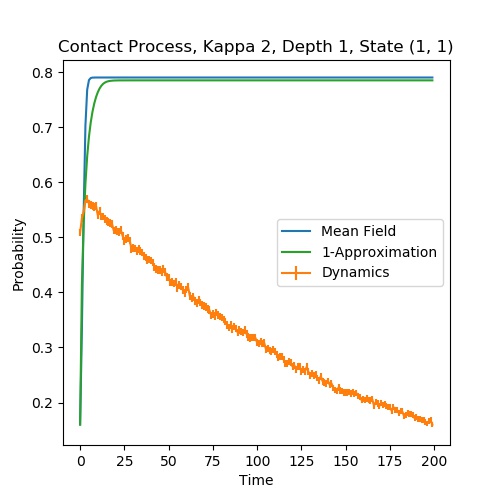 Contact Process, Kappa 2, Depth 1, State (1, 1)
0.8
0.7
0.6
0.5
0.4
0.3
0.2
Probability
Mean Field
1-Approximation
Dynamics
0 25 50 75 100 125 150 175 200
Time